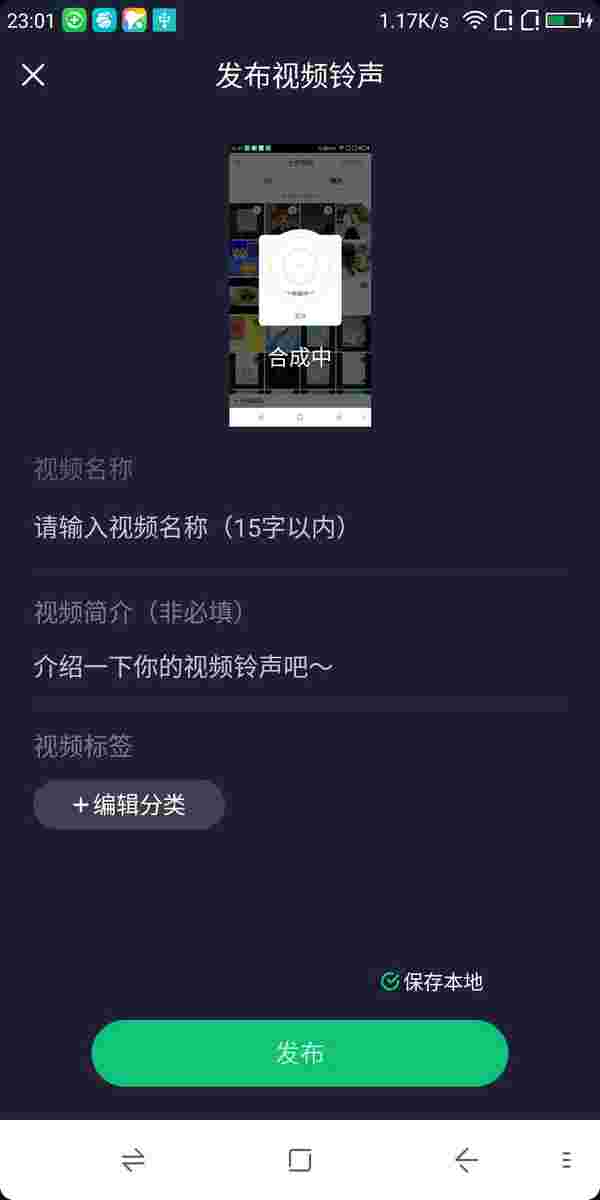 23:01
1.17K/s
发布视频铃声
合成中
视频名称
请输入视频名称（15字以内）
视频简介（非必填）
介绍一下你的视频铃声吧～
视频标签
+编辑分类
保存本地
发布